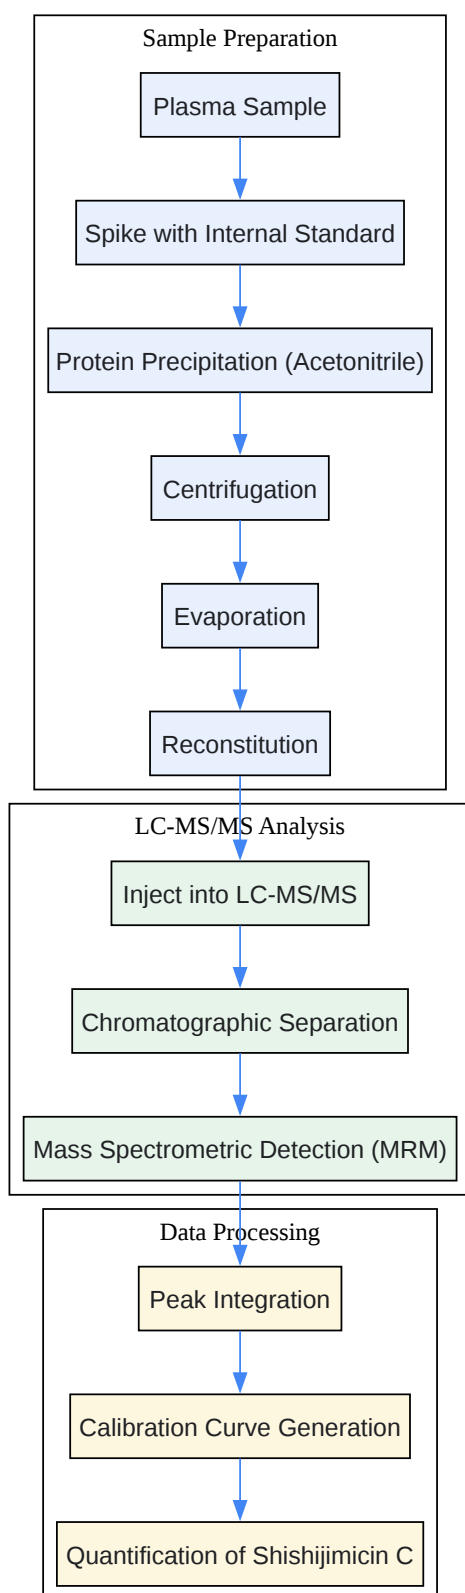 Sample Preparation
Plasma Sample
Spike with Internal Standard
Protein Precipitation (Acetonitrile)
Centrifugation
Evaporation
Reconstitution
LC-MS/MS Analysis
Inject into LC-MS/MS
Chromatographic Separation
Mass Spectrometric Detection (MRM)
Data Processing
Peak Integration
Calibration Curve Generation
Quantification of Shishijimicin C